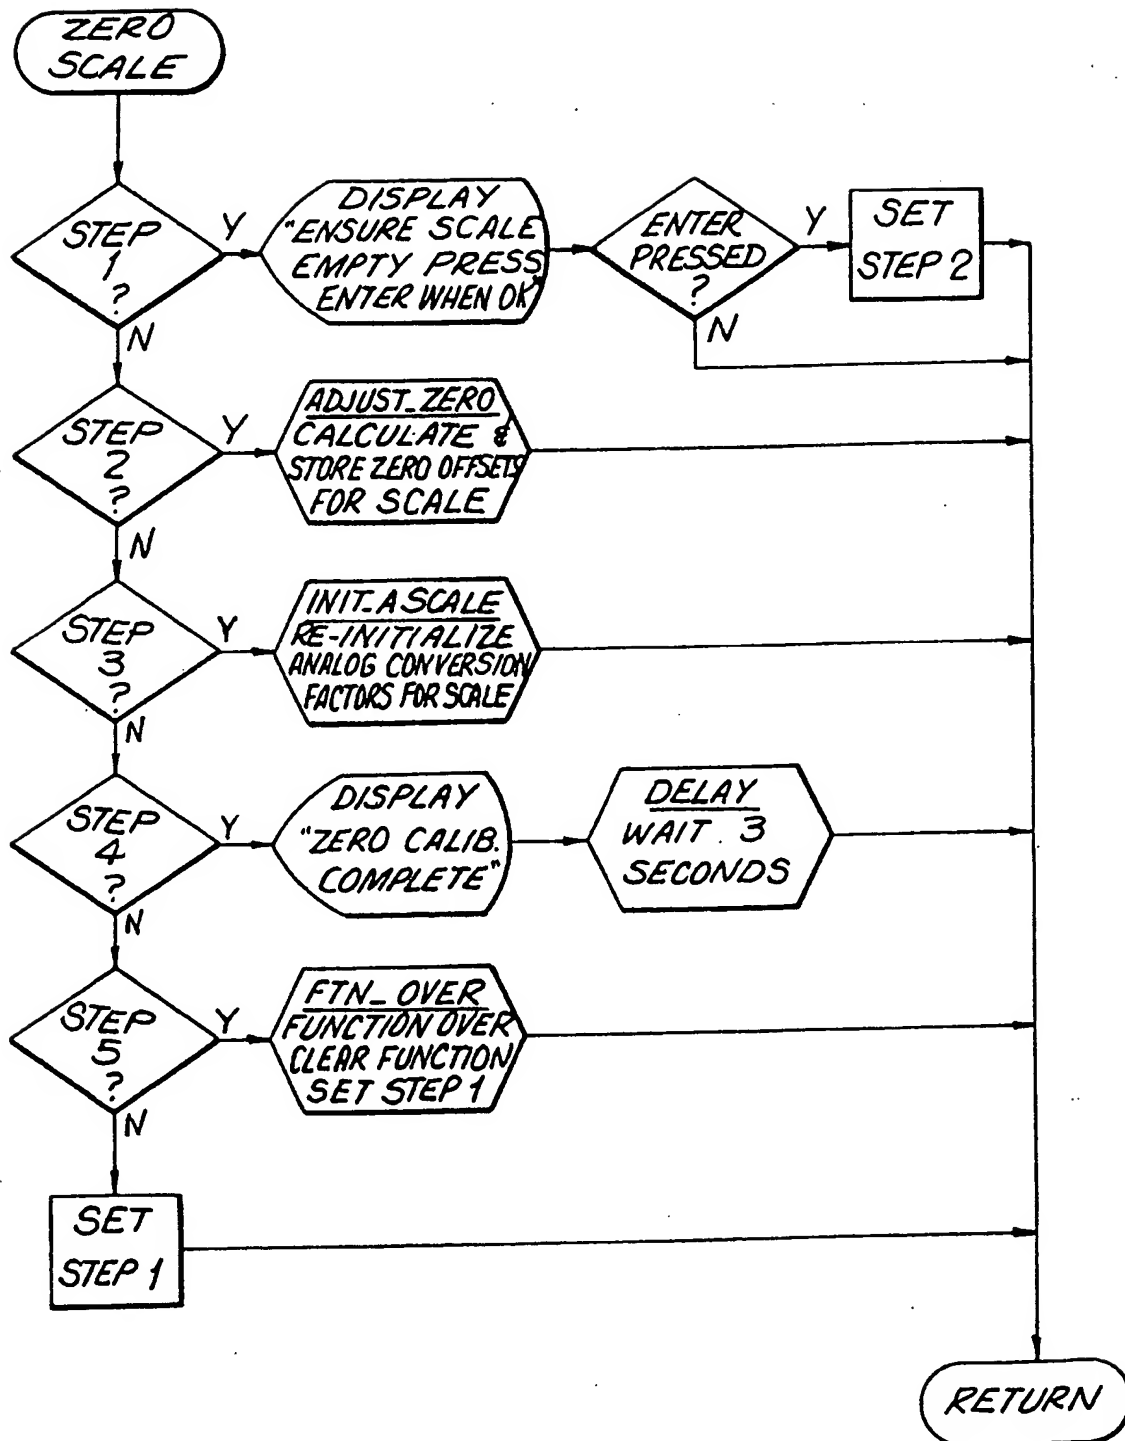 ZERO
SCALE
STEP
1
?
Y
N
DISPLAY
"ENSURE SCALE
EMPTY PRESS
ENTER WHEN OK"
ENTER
PRESSED
?
Y
N
SET
STEP 2
STEP
2
?
Y
N
ADJUST_ZERO
CALCULATE &
STORE ZERO OFFSETS
FOR SCALE
STEP
3
?
Y
N
INIT_ASCALE
RE-INITIALIZE
ANALOG CONVERSION
FACTORS FOR SCALE
STEP
4
?
Y
N
DISPLAY
"ZERO CALIB.
COMPLETE"
DELAY
WAIT 3
SECONDS
STEP
5
?
Y
N
FTN_OVER
FUNCTION OVER
CLEAR FUNCTION
SET STEP 1
SET
STEP 1
RETURN